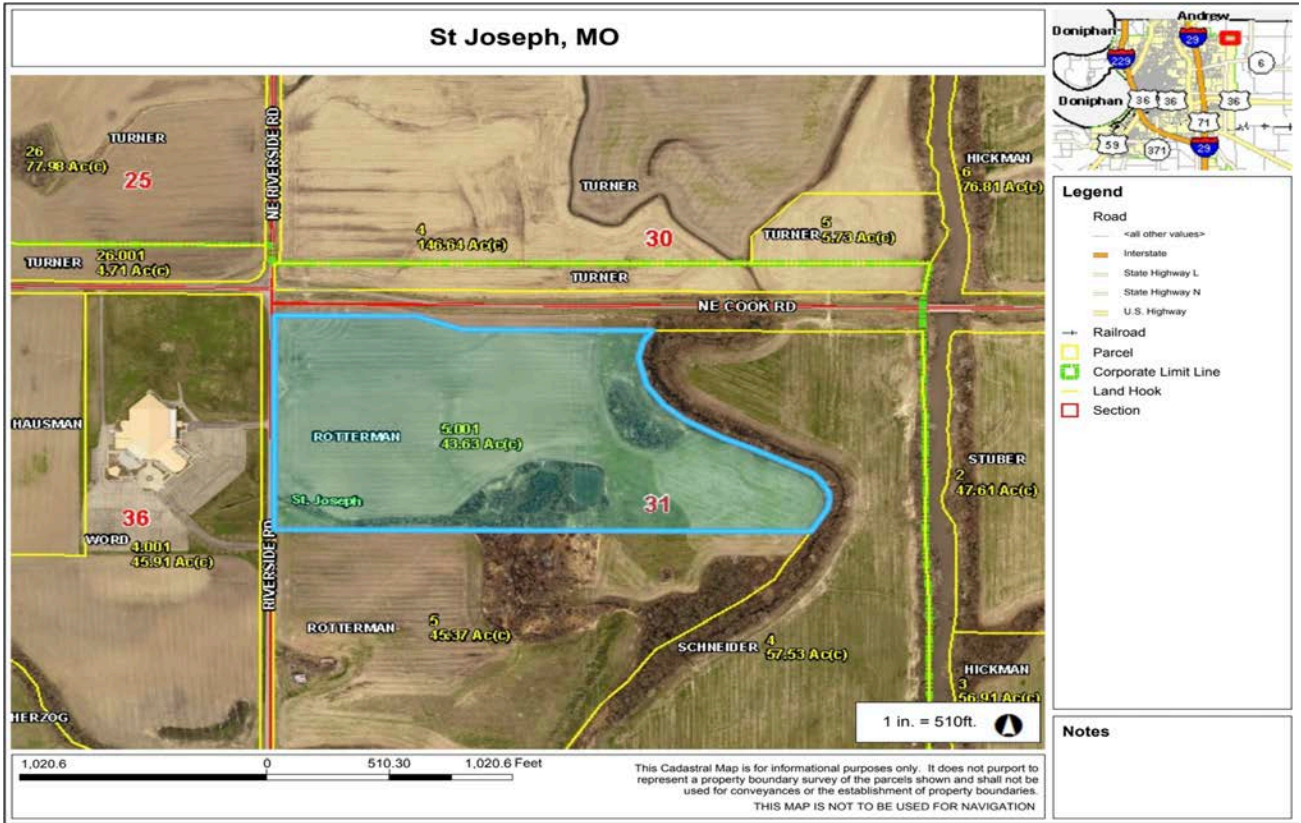 St Joseph, MO
Andrew
Doniphan
29
229
6
Doniphan
36
36
36
71
59
371
29
TURNER
26
77.98 Ac(c)
25
NE RIVERSIDE RD
TURNER
4
146.64 Ac(c)
30
TURNER
5
5.73 Ac(c)
HICKMAN
6
76.81 Ac(c)
TURNER
26.001
4.71 Ac(c)
TURNER
NE COOK RD
HAUSMAN
ROTTERMAN
5.001
43.63 Ac(c)
STUBER
2
47.61 Ac(c)
St. Joseph
31
36
WORD
4.001
45.91 Ac(c)
RIVERSIDE RD
ROTTERMAN
5
45.37 Ac(c)
SCHNEIDER
4
57.53 Ac(c)
HICKMAN
3
56.91 Ac(c)
HERZOG
1 in. = 510ft.
Legend
Road
<all other values>
Interstate
State Highway L
State Highway N
U.S. Highway
Railroad
Parcel
Corporate Limit Line
Land Hook
Section
Notes
1,020.6 0 510.30 1,020.6 Feet
This Cadastral Map is for informational purposes only. It does not purport to
represent a property boundary survey of the parcels shown and shall not be
used for conveyances or the establishment of property boundaries.
THIS MAP IS NOT TO BE USED FOR NAVIGATION